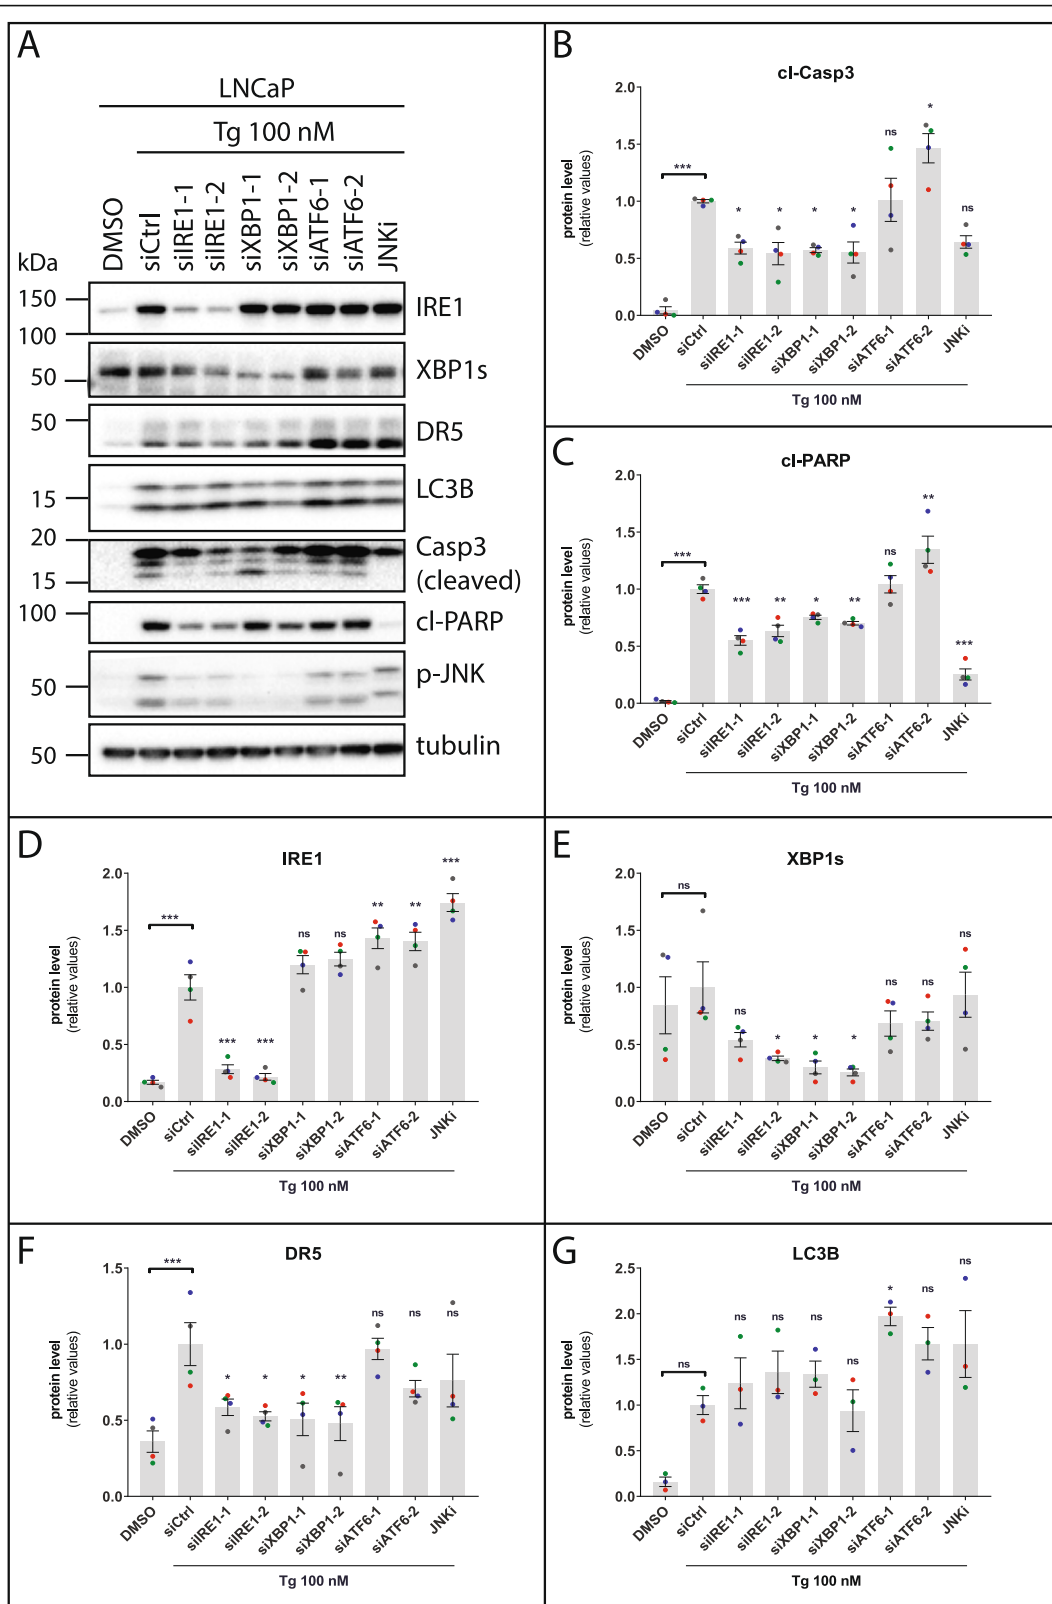 A
LNCaP
Tg 100 nM
DMSO
siCtrl
siIRE1-1
siIRE1-2
siXBP1-1
siXBP1-2
siATF6-1
siATF6-2
JNKi
kDa
150
100
IRE1
50
XBP1s
50
DR5
15
LC3B
20
15
Casp3
(cleaved)
100
cl-PARP
50
p-JNK
50
tubulin
B
cl-Casp3
protein level
(relative values)
2.0
1.5
1.0
0.5
0.0
*** * * * * ns * ns
DMSO
siCtrl
siIRE1-1
siIRE1-2
siXBP1-1
siXBP1-2
siATF6-1
siATF6-2
JNKi
Tg 100 nM
C
cl-PARP
protein level
(relative values)
2.0
1.5
1.0
0.5
0.0
*** *** ** * ** ns ** ***
DMSO
siCtrl
siIRE1-1
siIRE1-2
siXBP1-1
siXBP1-2
siATF6-1
siATF6-2
JNKi
Tg 100 nM
D
IRE1
protein level
(relative values)
2.0
1.5
1.0
0.5
0.0
*** *** *** ns ns ** ** ***
DMSO
siCtrl
siIRE1-1
siIRE1-2
siXBP1-1
siXBP1-2
siATF6-1
siATF6-2
JNKi
Tg 100 nM
E
XBP1s
protein level
(relative values)
2.0
1.5
1.0
0.5
0.0
ns ns * * * ns ns ns
DMSO
siCtrl
siIRE1-1
siIRE1-2
siXBP1-1
siXBP1-2
siATF6-1
siATF6-2
JNKi
Tg 100 nM
F
DR5
protein level
(relative values)
1.5
1.0
0.5
0.0
*** * * * ** ns ns ns
DMSO
siCtrl
siIRE1-1
siIRE1-2
siXBP1-1
siXBP1-2
siATF6-1
siATF6-2
JNKi
Tg 100 nM
G
LC3B
protein level
(relative values)
2.5
2.0
1.5
1.0
0.5
0.0
ns ns ns ns ns * ns ns
DMSO
siCtrl
siIRE1-1
siIRE1-2
siXBP1-1
siXBP1-2
siATF6-1
siATF6-2
JNKi
Tg 100 nM